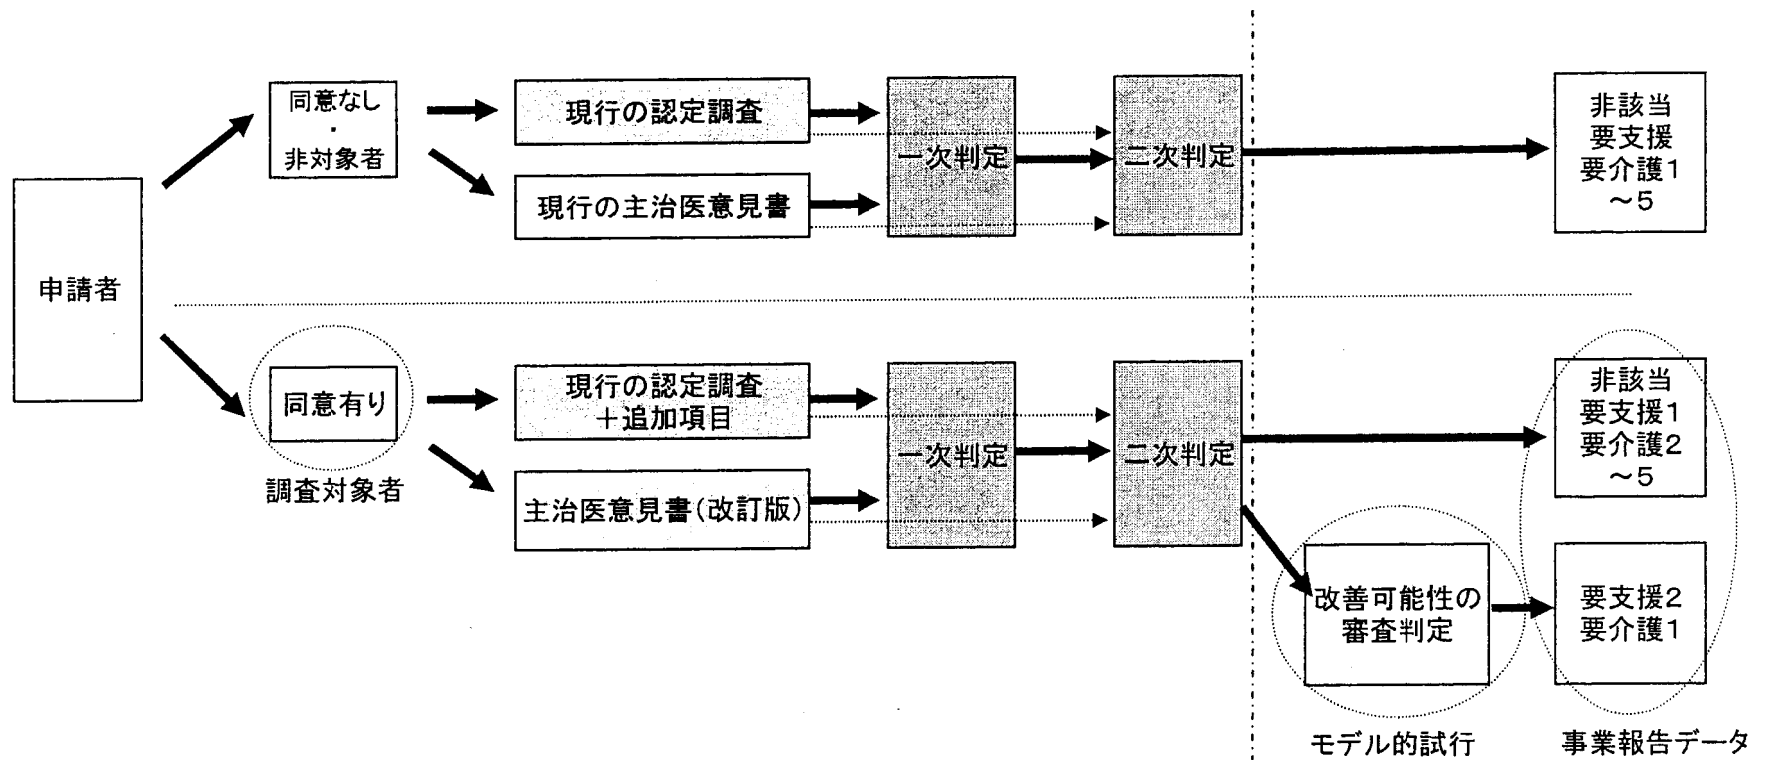 申請者
同意なし
・
非対象者
現行の認定調査
現行の主治医意見書
一次判定
二次判定
非該当
要支援
要介護1
～5
同意有り
調査対象者
現行の認定調査
＋追加項目
主治医意見書(改訂版)
一次判定
二次判定
非該当
要支援1
要介護2
～5
改善可能性の
審査判定
モデル的試行
要支援2
要介護1
事業報告データ